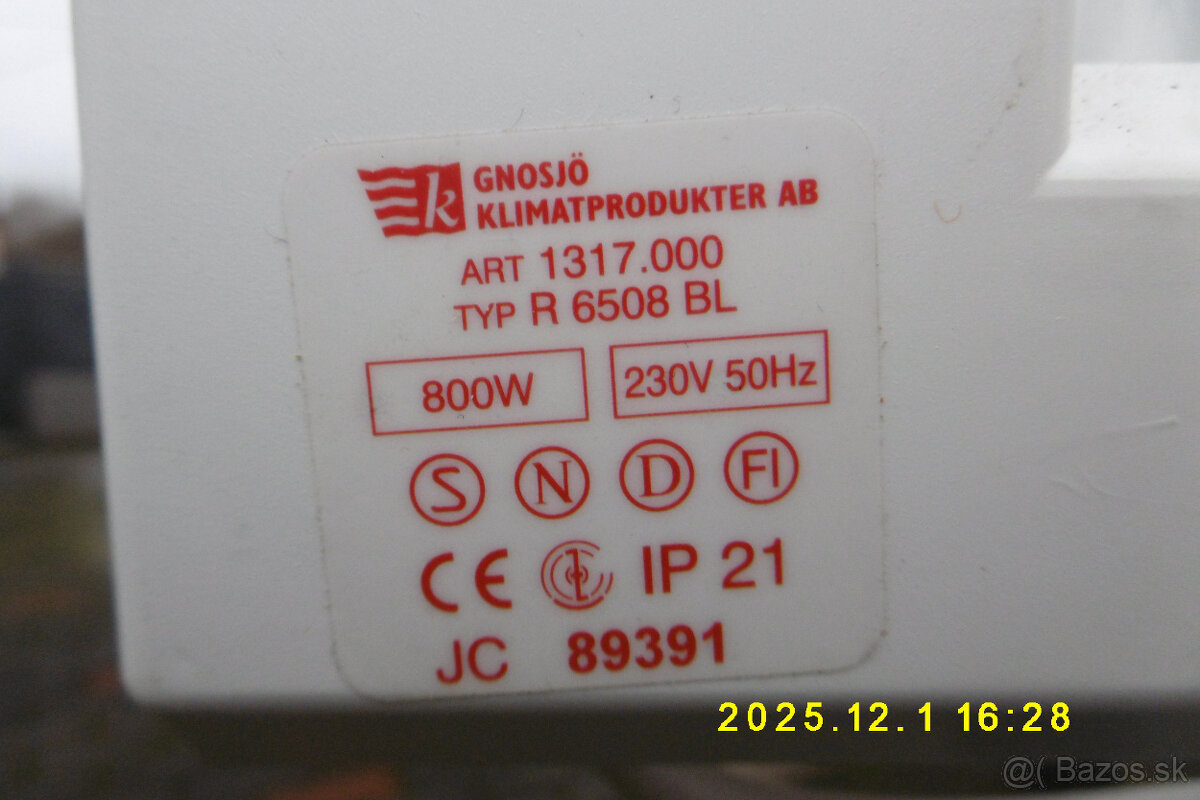 k GNOSJÖ
KLIMATPRODUKTER AB
ART 1317.000
TYP R 6508 BL
800W 230V 50Hz
S N D FI
CE IP 21
JC 89391
2025.12.1 16:28
@( Bazos.sk